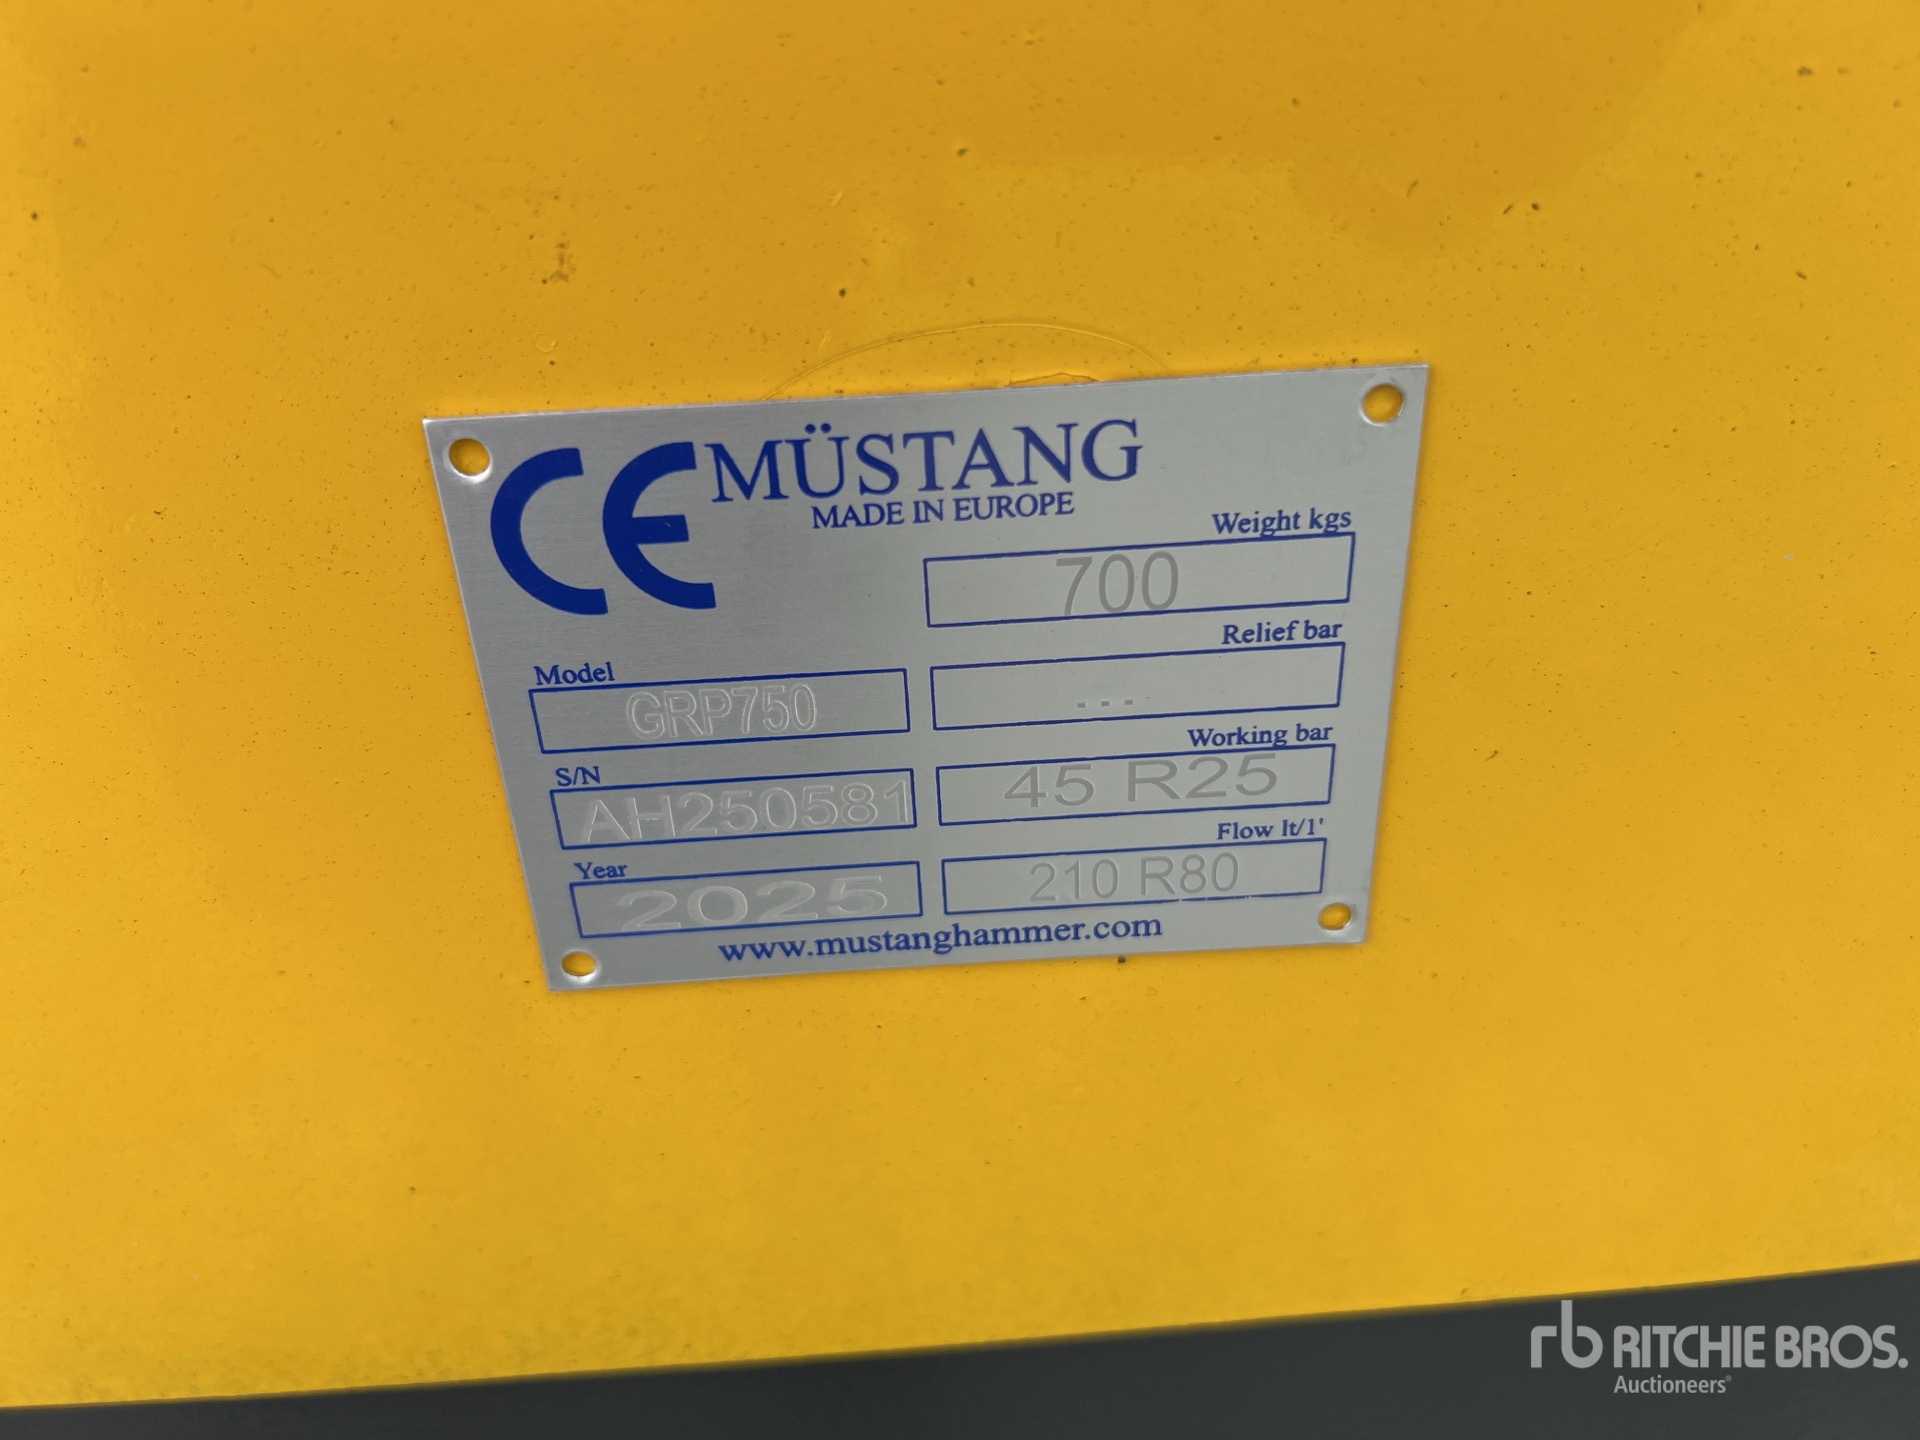 CE MÜSTANG
MADE IN EUROPE
Weight kgs
700
Relief bar
...
Model
GRP750
Working bar
45 R25
S/N
AH250581
Flow lt/1'
210 R80
Year
2025
www.mustanghammer.com
rb RITCHIE BROS.
Auctioneers®